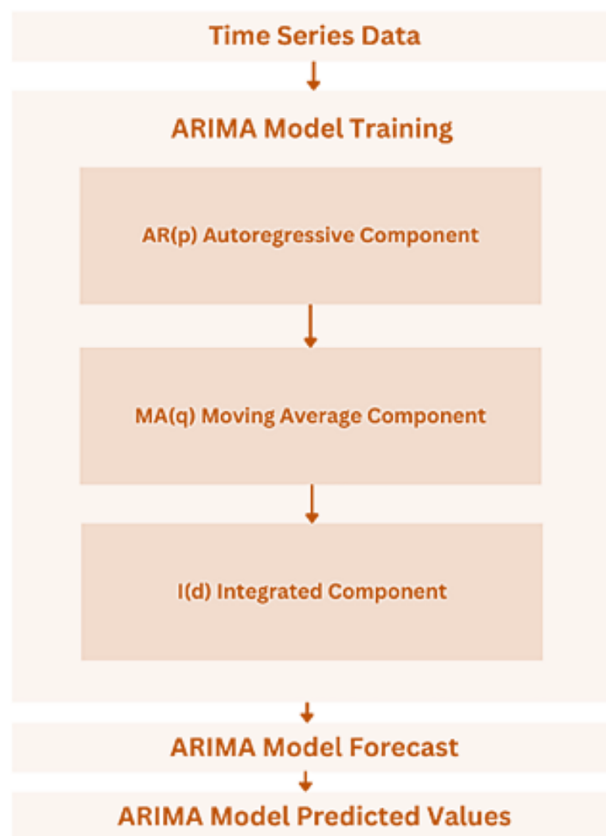 Time Series Data
ARIMA Model Training
AR(p) Autoregressive Component
MA(q) Moving Average Component
I(d) Integrated Component
ARIMA Model Forecast
ARIMA Model Predicted Values